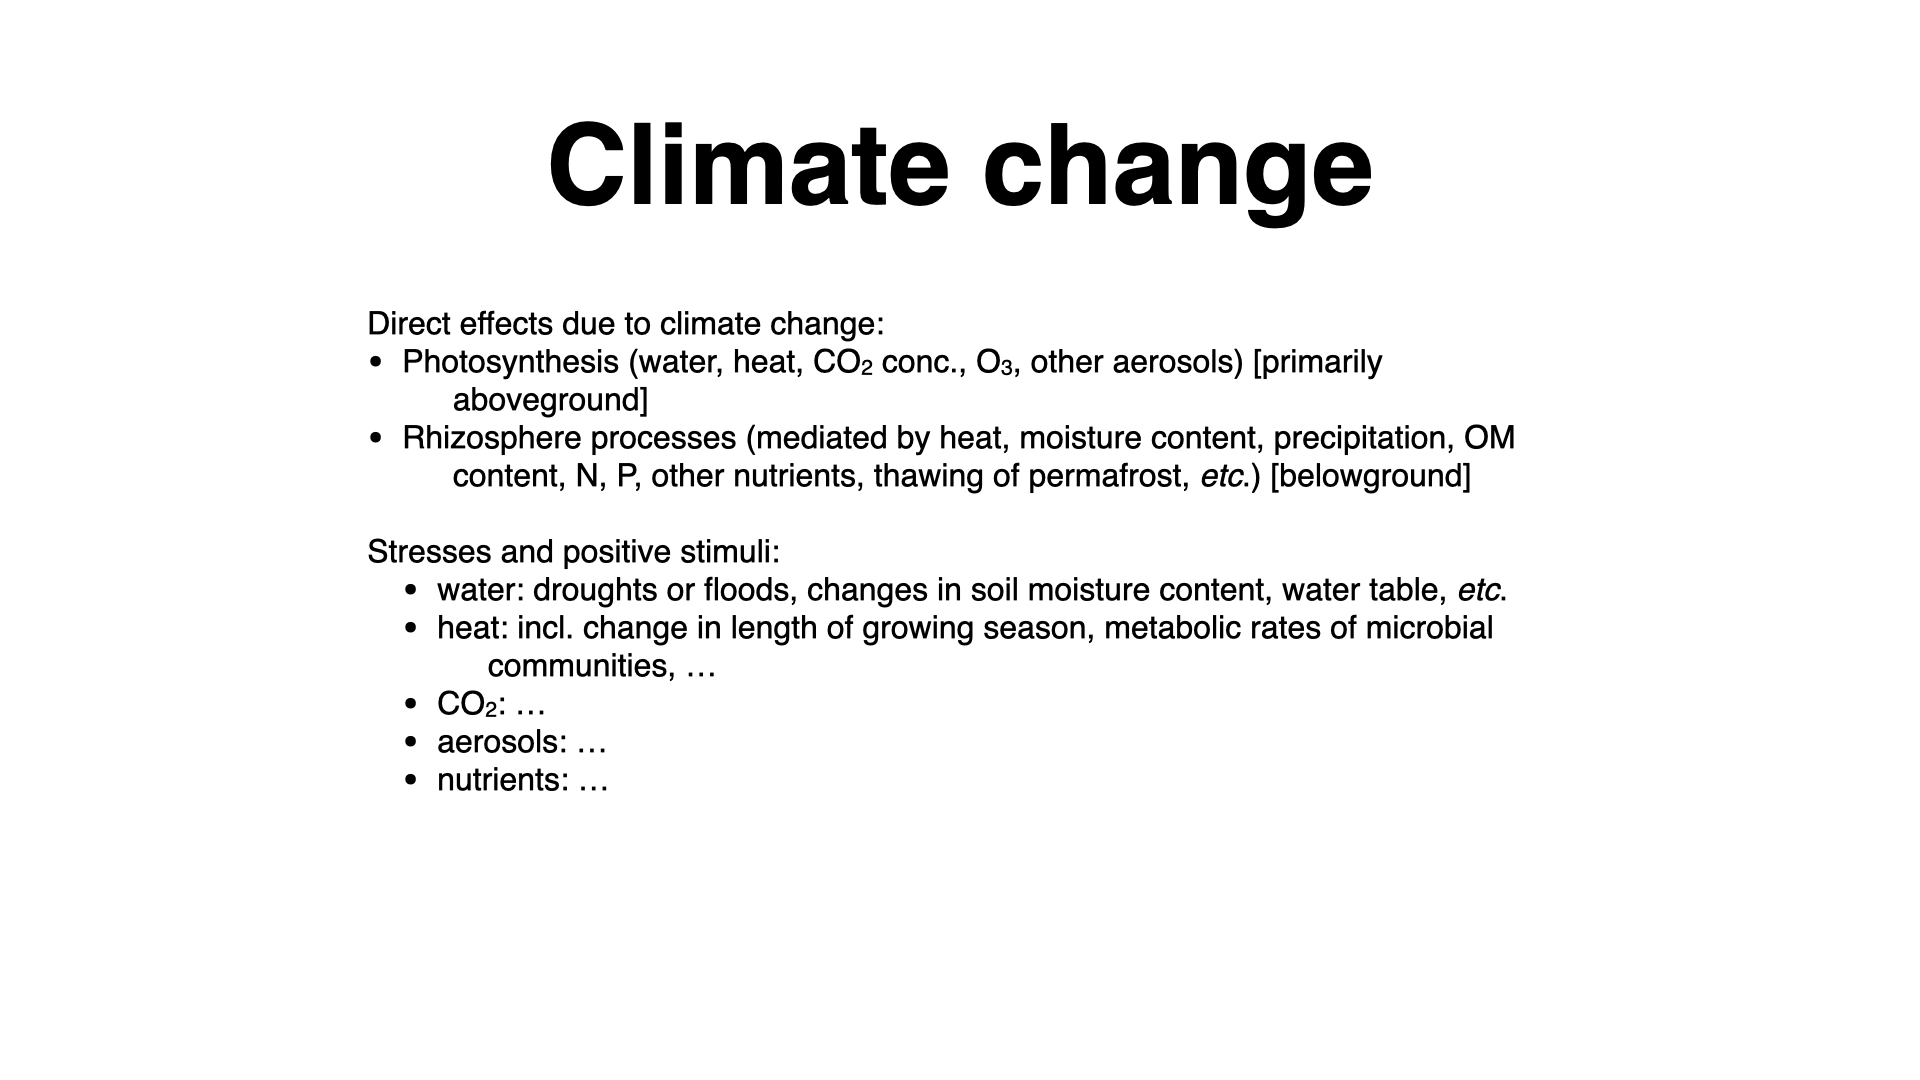 Climate change
Direct effects due to climate change:
• Photosynthesis (water, heat, CO₂ conc., O₃, other aerosols) [primarily
aboveground]
• Rhizosphere processes (mediated by heat, moisture content, precipitation, OM
content, N, P, other nutrients, thawing of permafrost, etc.) [belowground]
Stresses and positive stimuli:
• water: droughts or floods, changes in soil moisture content, water table, etc.
• heat: incl. change in length of growing season, metabolic rates of microbial
communities, …
• CO₂: …
• aerosols: …
• nutrients: …